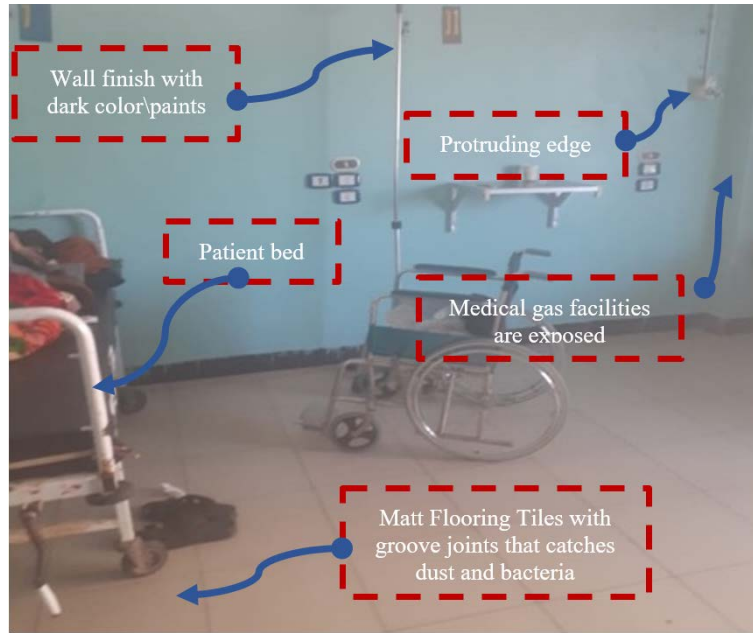 Wall finish with
dark color\paints
Protruding edge
Patient bed
Medical gas facilities
are exposed
Matt Flooring Tiles with
groove joints that catches
dust and bacteria